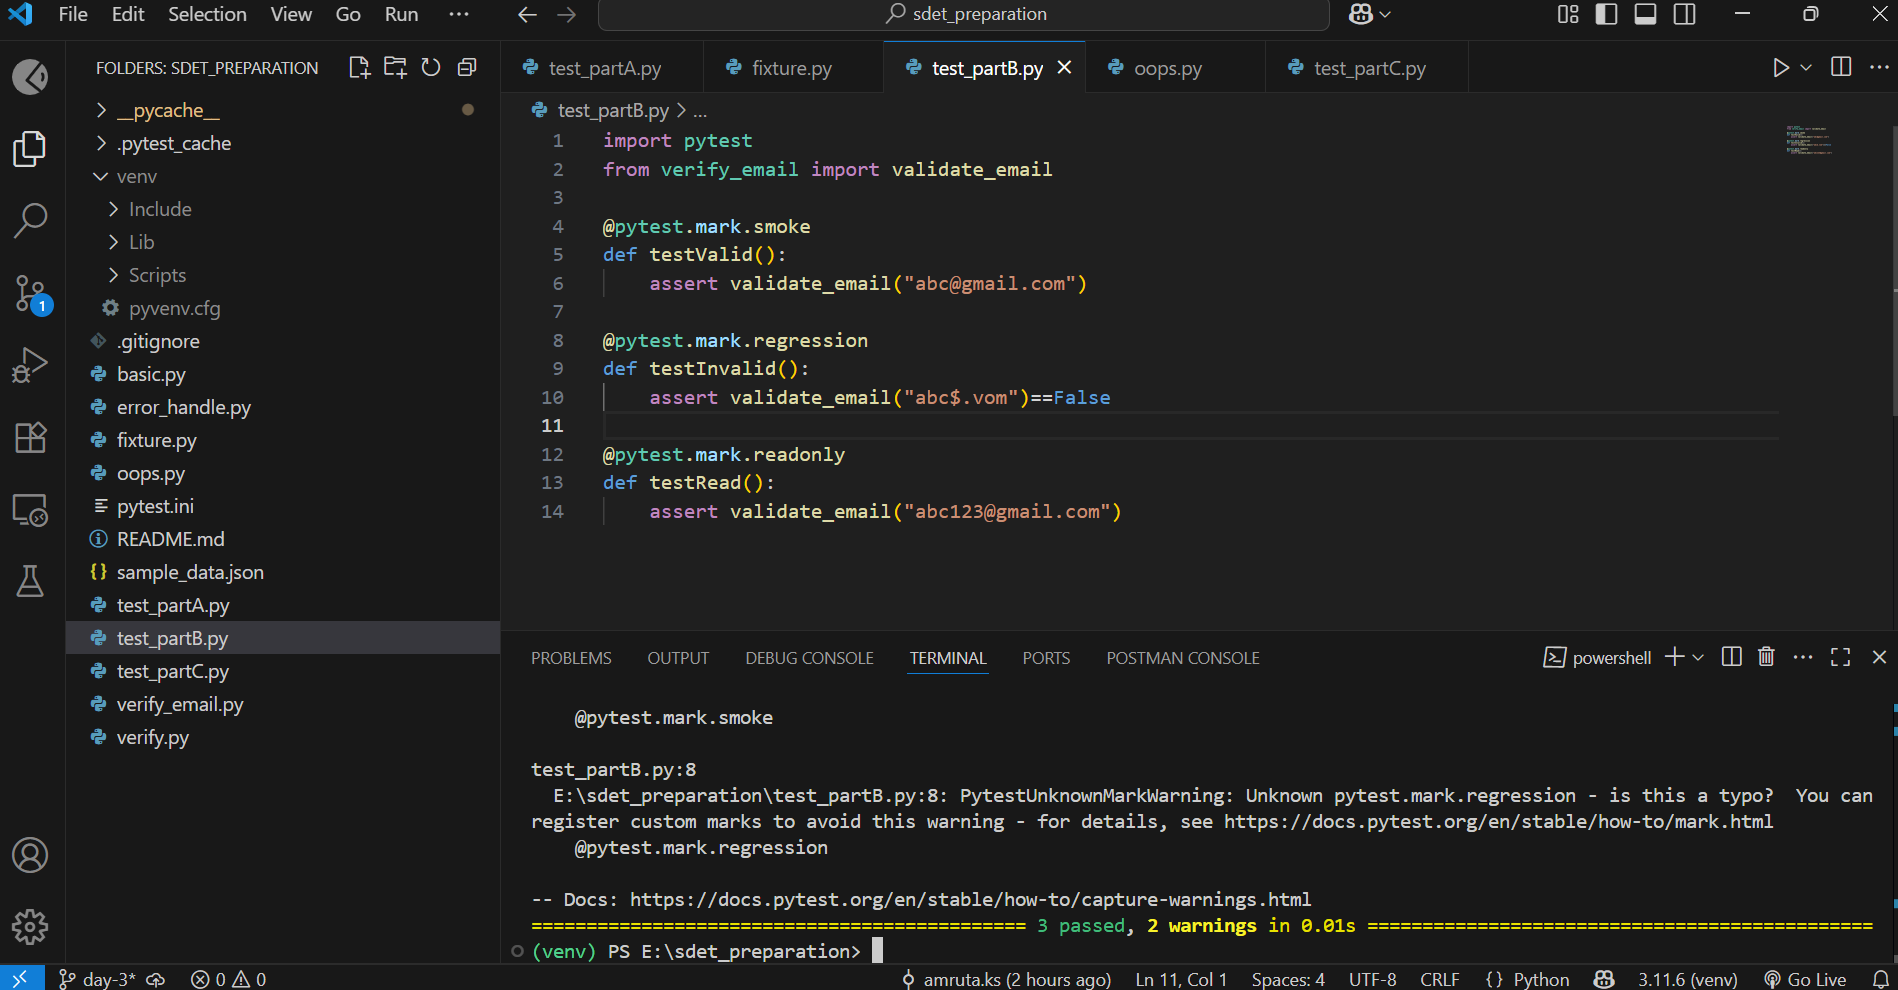 File Edit Selection View Go Run ...
sdet_preparation
FOLDERS: SDET_PREPARATION
__pycache__
.pytest_cache
venv
Include
Lib
Scripts
pyvenv.cfg
.gitignore
basic.py
error_handle.py
fixture.py
oops.py
pytest.ini
README.md
sample_data.json
test_partA.py
test_partB.py
test_partC.py
verify_email.py
verify.py
1
test_partA.py fixture.py test_partB.py oops.py test_partC.py
test_partB.py > ...
1 import pytest
2 from verify_email import validate_email
3
4 @pytest.mark.smoke
5 def testValid():
6 assert validate_email("abc@gmail.com")
7
8 @pytest.mark.regression
9 def testInvalid():
10 assert validate_email("abc$.vom")==False
11
12 @pytest.mark.readonly
13 def testRead():
14 assert validate_email("abc123@gmail.com")
PROBLEMS OUTPUT DEBUG CONSOLE TERMINAL PORTS POSTMAN CONSOLE
powershell
@pytest.mark.smoke
test_partB.py:8
E:\sdet_preparation\test_partB.py:8: PytestUnknownMarkWarning: Unknown pytest.mark.regression - is this a typo?  You can
register custom marks to avoid this warning - for details, see https://docs.pytest.org/en/stable/how-to/mark.html
@pytest.mark.regression
-- Docs: https://docs.pytest.org/en/stable/how-to/capture-warnings.html
============================================= 3 passed, 2 warnings in 0.01s ==============================================
(venv) PS E:\sdet_preparation>
day-3* 0 0 amruta.ks (2 hours ago) Ln 11, Col 1 Spaces: 4 UTF-8 CRLF {} Python 3.11.6 (venv) Go Live